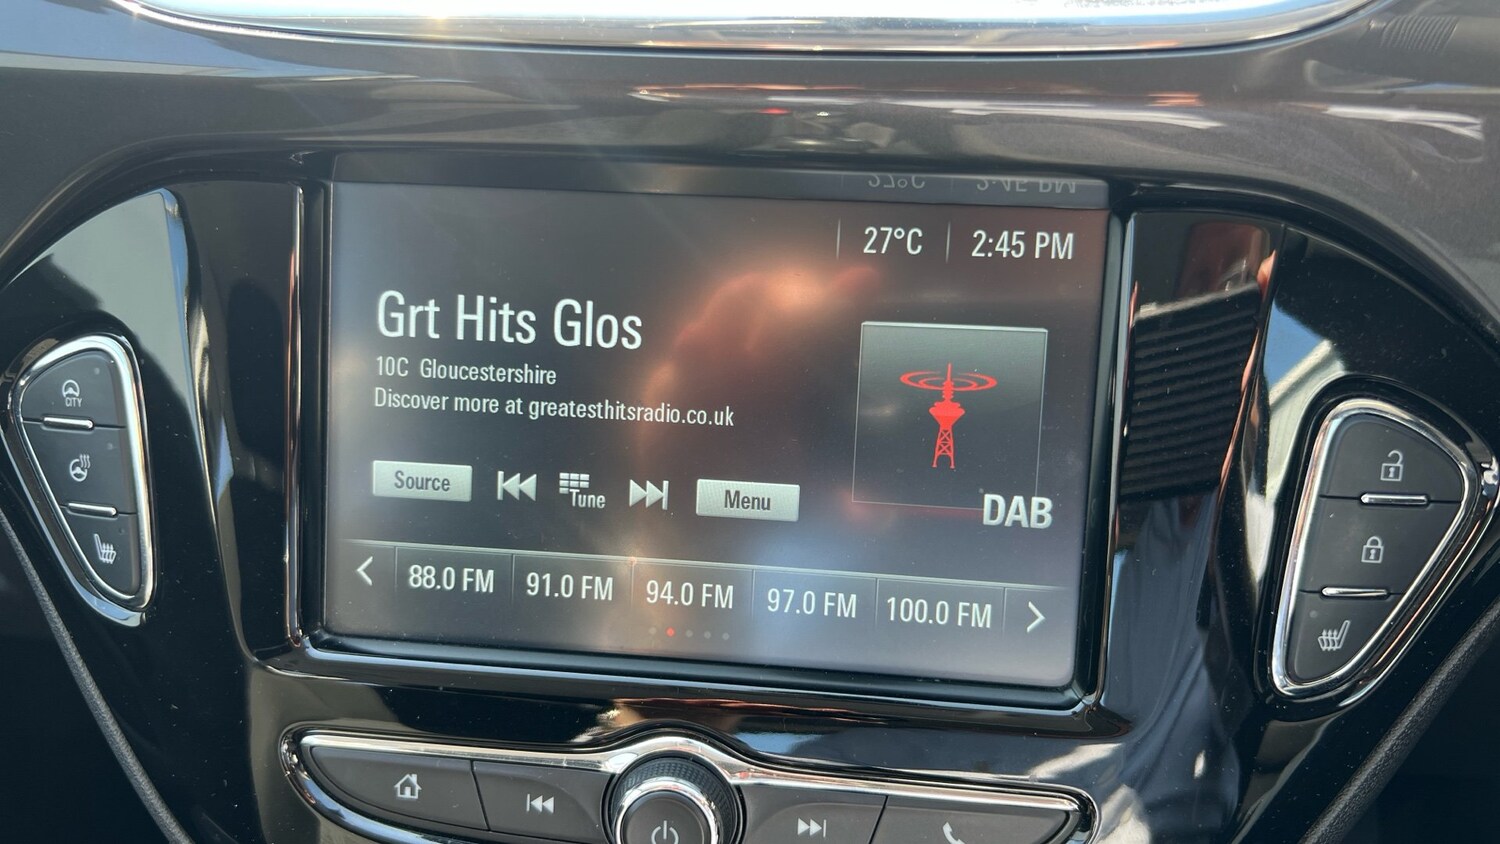 27°C 2:45 PM
Grt Hits Glos
10C Gloucestershire
Discover more at greatesthitsradio.co.uk
Source Tune Menu
DAB
88.0 FM 91.0 FM 94.0 FM 97.0 FM 100.0 FM
CITY